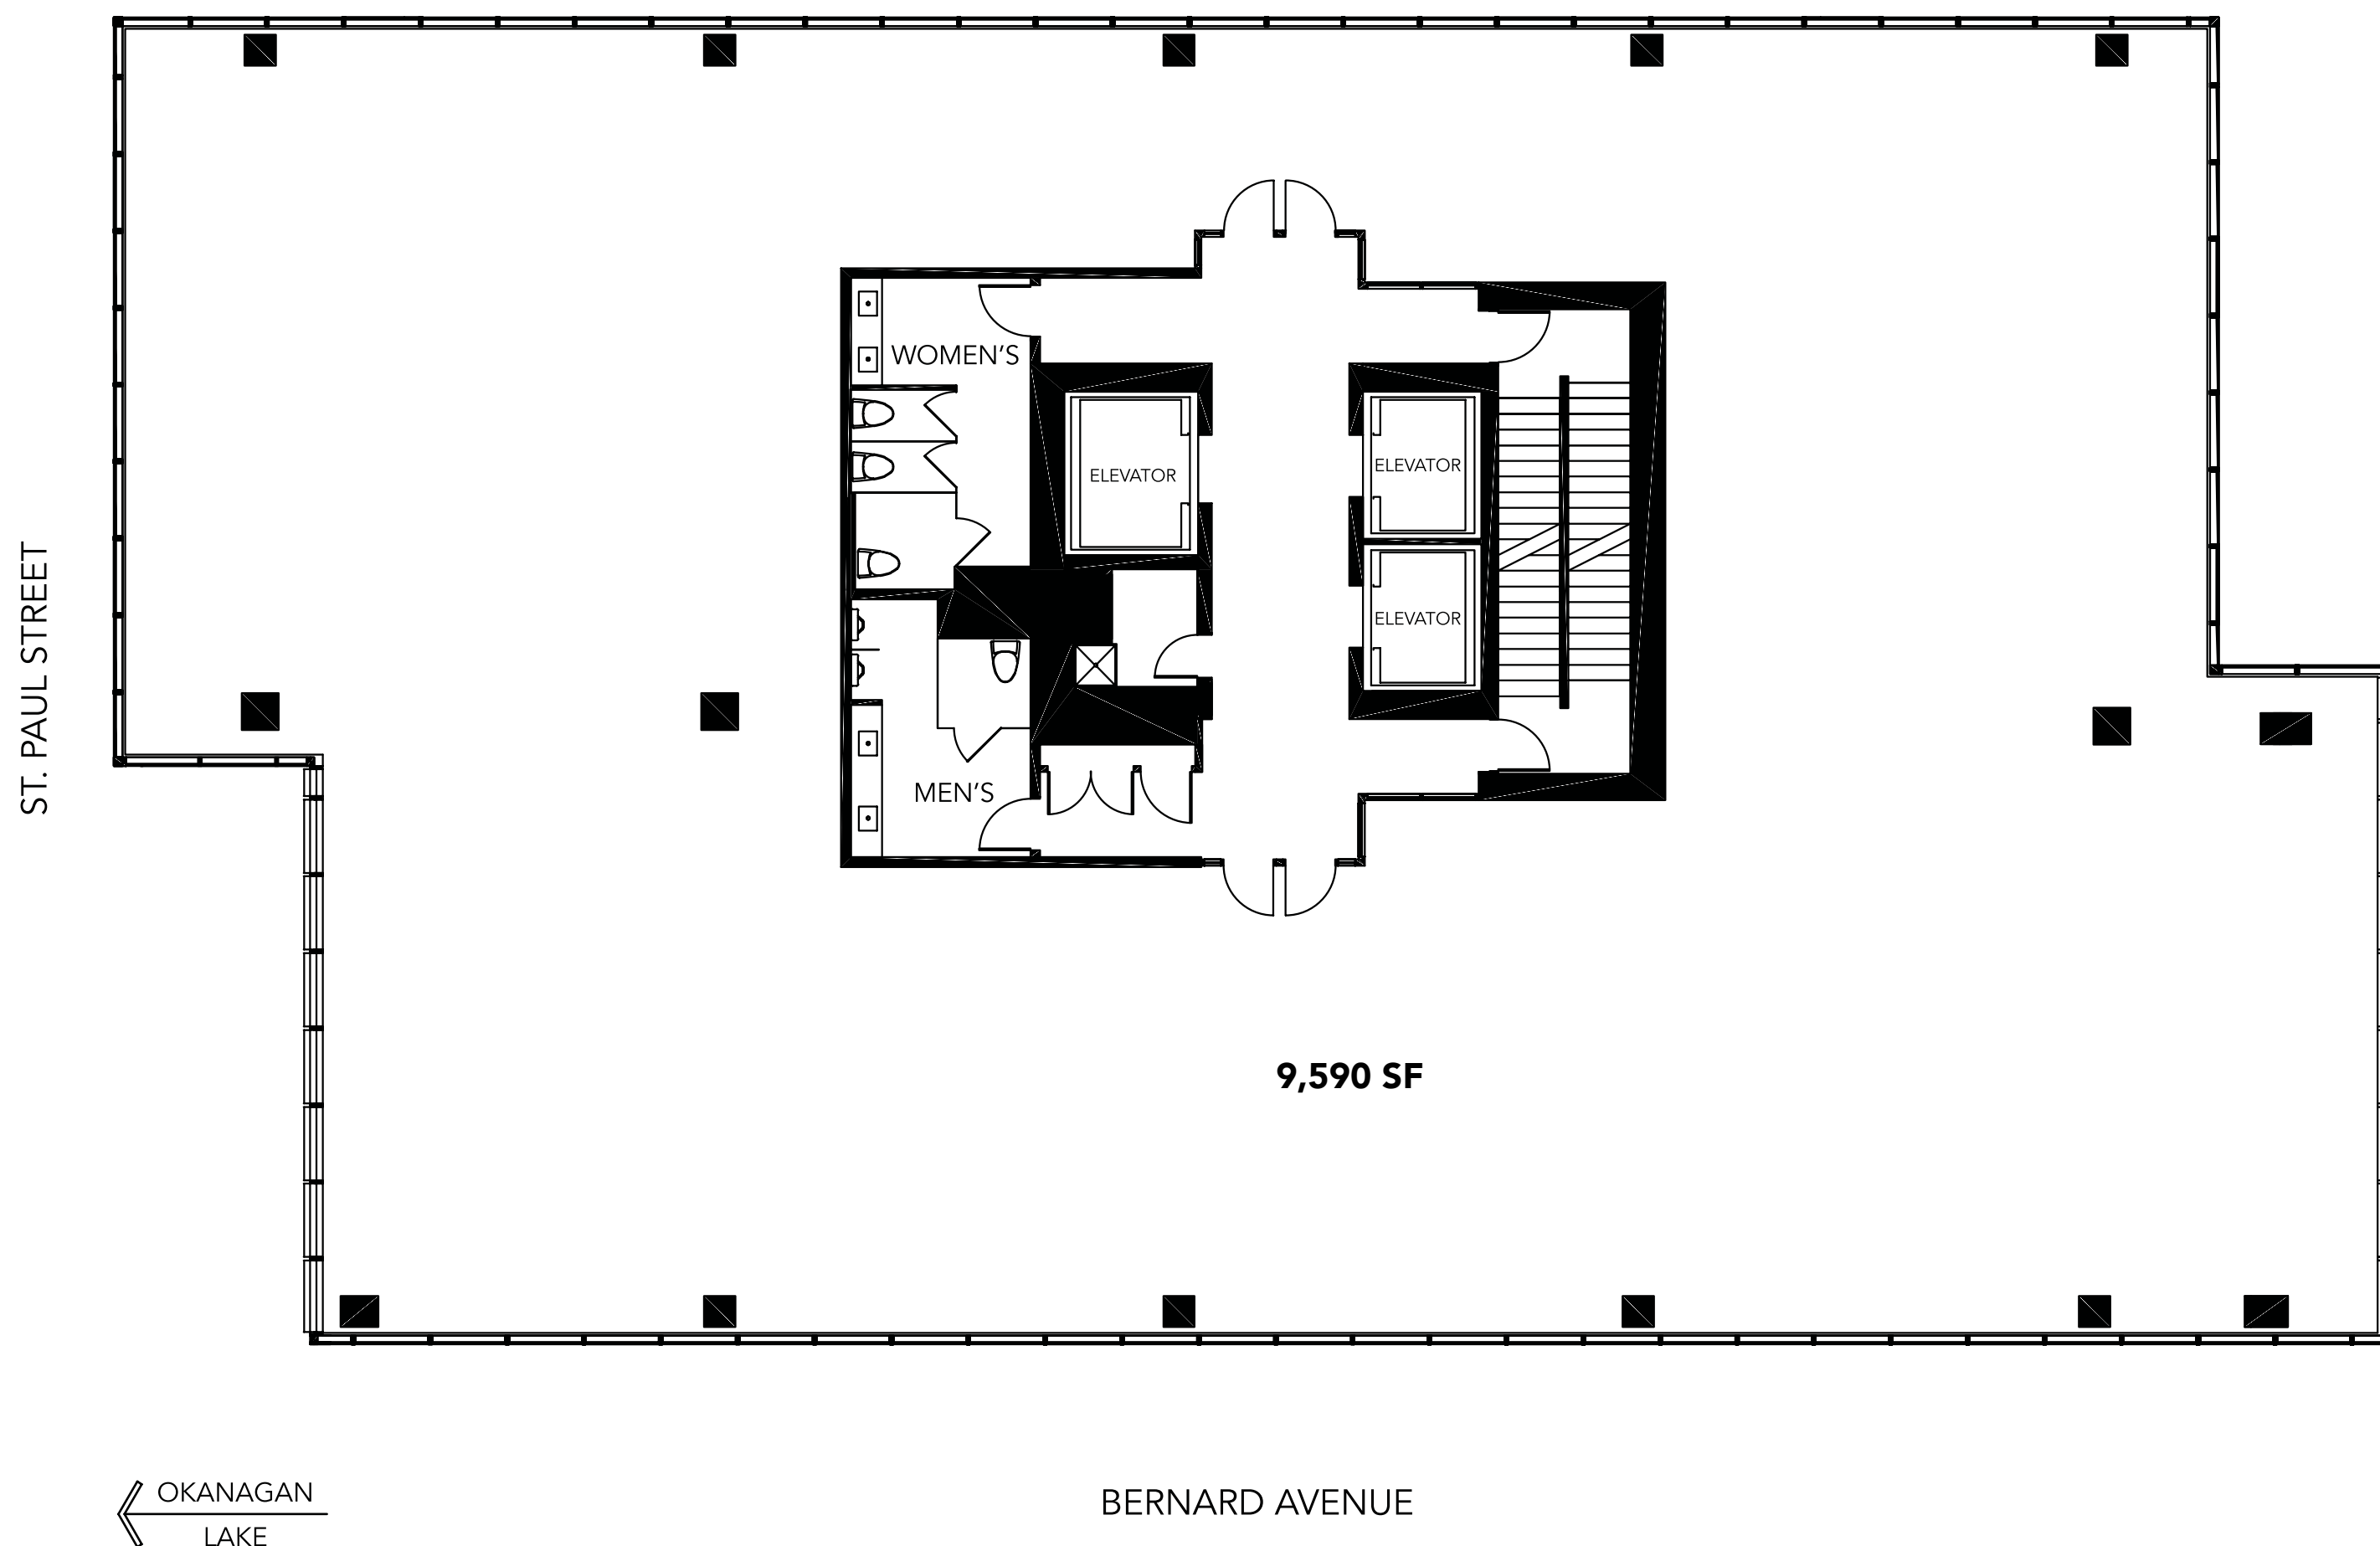 WOMEN'S
ELEVATOR
ELEVATOR
ELEVATOR
ST. PAUL STREET
MEN'S
9,590 SF
OKANAGAN
LAKE
BERNARD AVENUE